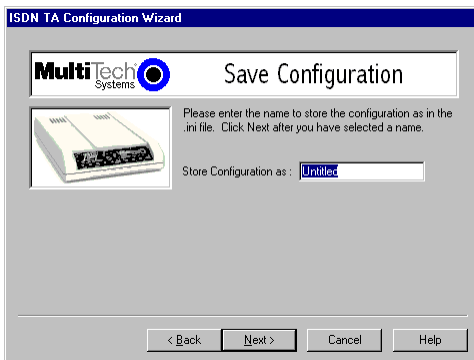 ISDN TA Configuration Wizard
MultiTech
Systems
Save Configuration
Please enter the name to store the configuration as in the
.ini file. Click Next after you have selected a name.
Store Configuration as : Untitled
< Back Next > Cancel Help